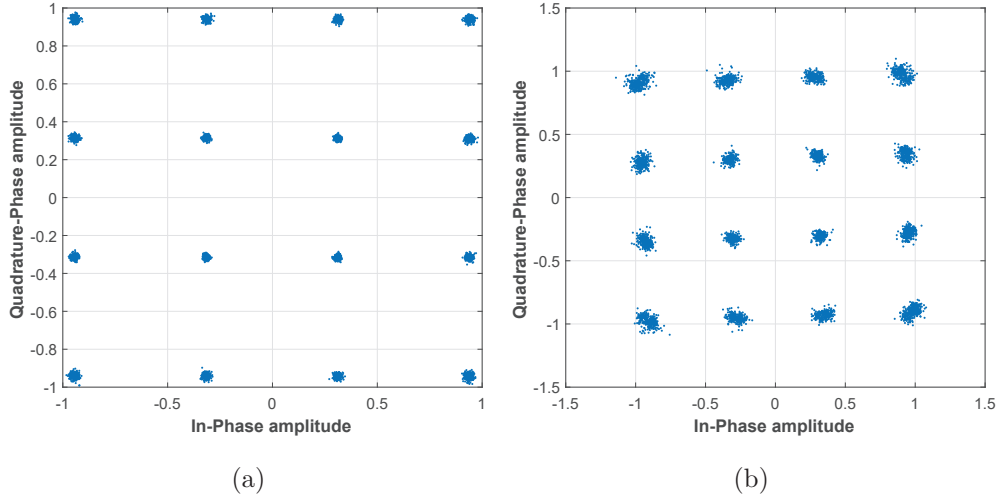 1
0.8
0.6
0.4
0.2
0
-0.2
-0.4
-0.6
-0.8
-1
Quadrature-Phase amplitude
-1 -0.5 0 0.5 1
In-Phase amplitude
(a)
1.5
1
0.5
0
-0.5
-1
-1.5
Quadrature-Phase amplitude
-1.5 -1 -0.5 0 0.5 1 1.5
In-Phase amplitude
(b)